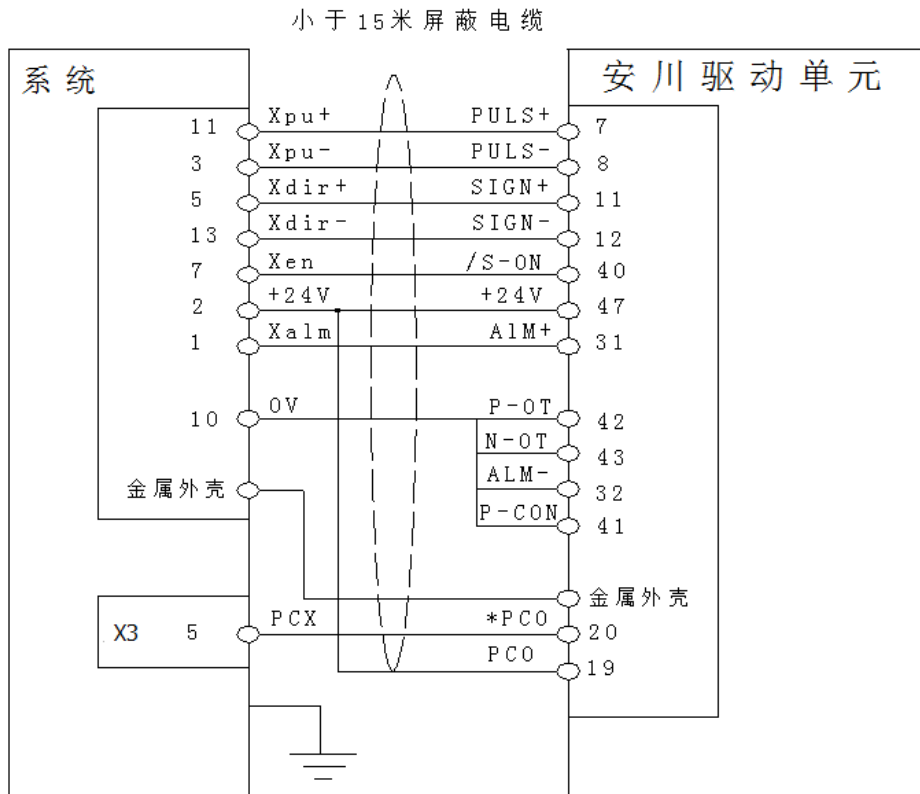 小于15米屏蔽电缆
系统
安川驱动单元
11 Xpu+ PULS+ 7
3 Xpu- PULS- 8
5 Xdir+ SIGN+ 11
13 Xdir- SIGN- 12
7 Xen /S-ON 40
2 +24V +24V 47
1 Xalm AlM+ 31
10 0V P-OT 42
N-OT 43
金属外壳 ALM- 32
P-CON 41
金属外壳
X3 5 PCX *PCO 20
PCO 19